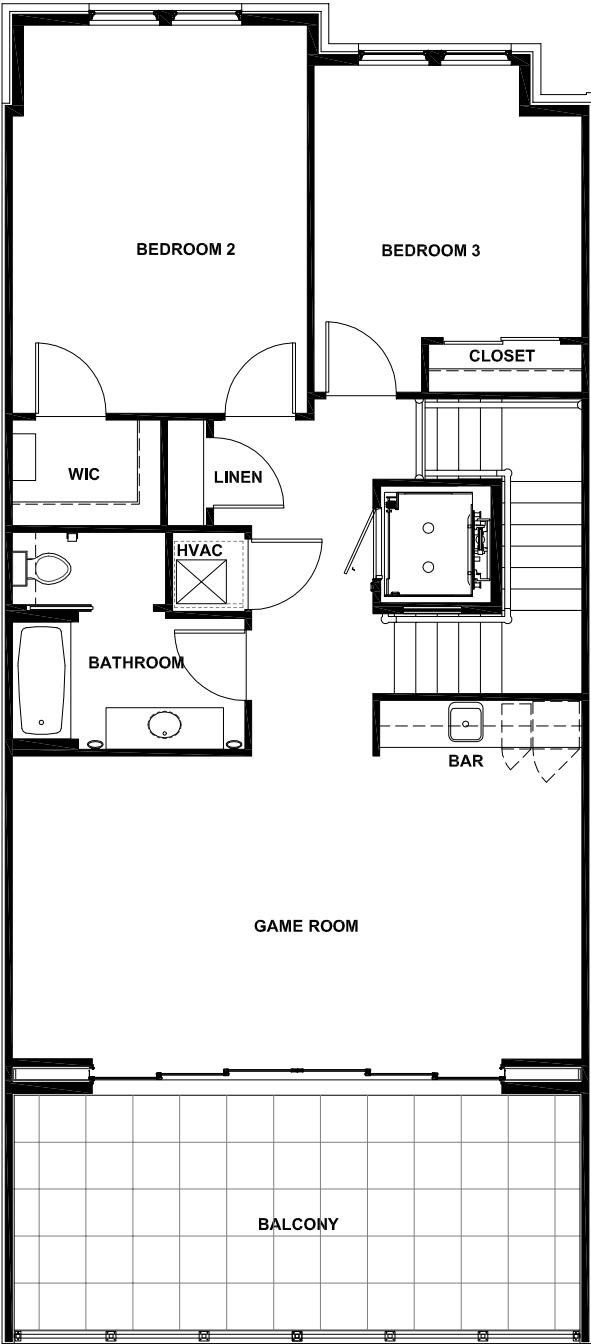 BEDROOM 2
BEDROOM 3
CLOSET
WIC
LINEN
HVAC
BATHROOM
BAR
GAME ROOM
BALCONY